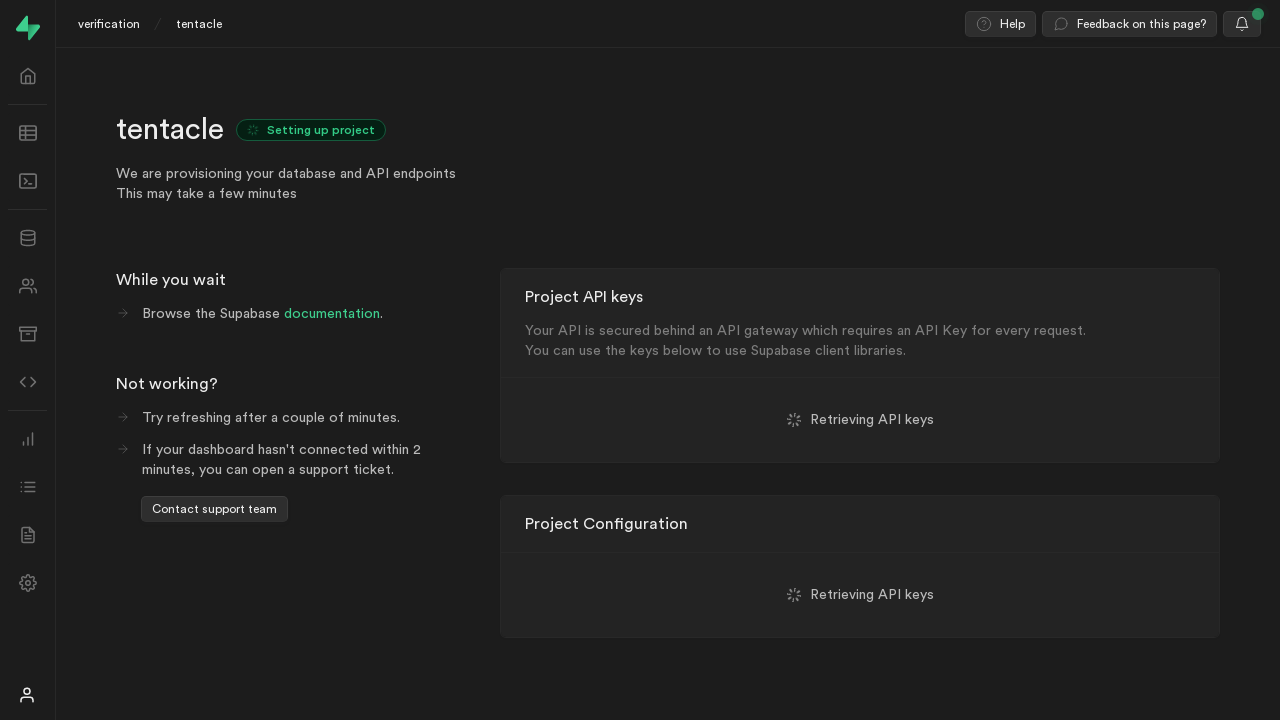 verification / tentacle
Help
Feedback on this page?
tentacle
Setting up project
We are provisioning your database and API endpoints
This may take a few minutes
While you wait
Browse the Supabase documentation.
Not working?
Try refreshing after a couple of minutes.
If your dashboard hasn't connected within 2
minutes, you can open a support ticket.
Contact support team
Project API keys
Your API is secured behind an API gateway which requires an API Key for every request.
You can use the keys below to use Supabase client libraries.
Retrieving API keys
Project Configuration
Retrieving API keys